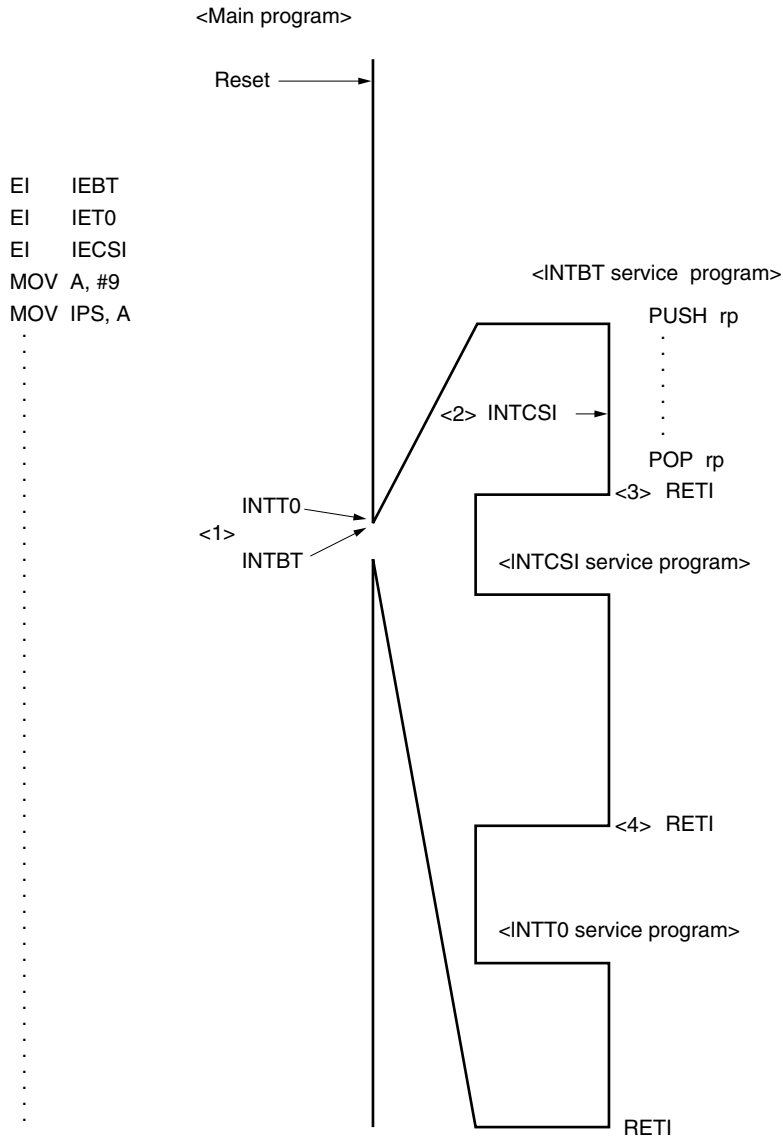 <Main program>
Reset
EI IEBT
EI IET0
EI IECSI
MOV A, #9
MOV IPS, A
<INTBT service program>
PUSH rp
<2> INTCSI
POP rp
<3> RETI
INTT0
<1>
INTBT
<INTCSI service program>
<4> RETI
<INTT0 service program>
RETI